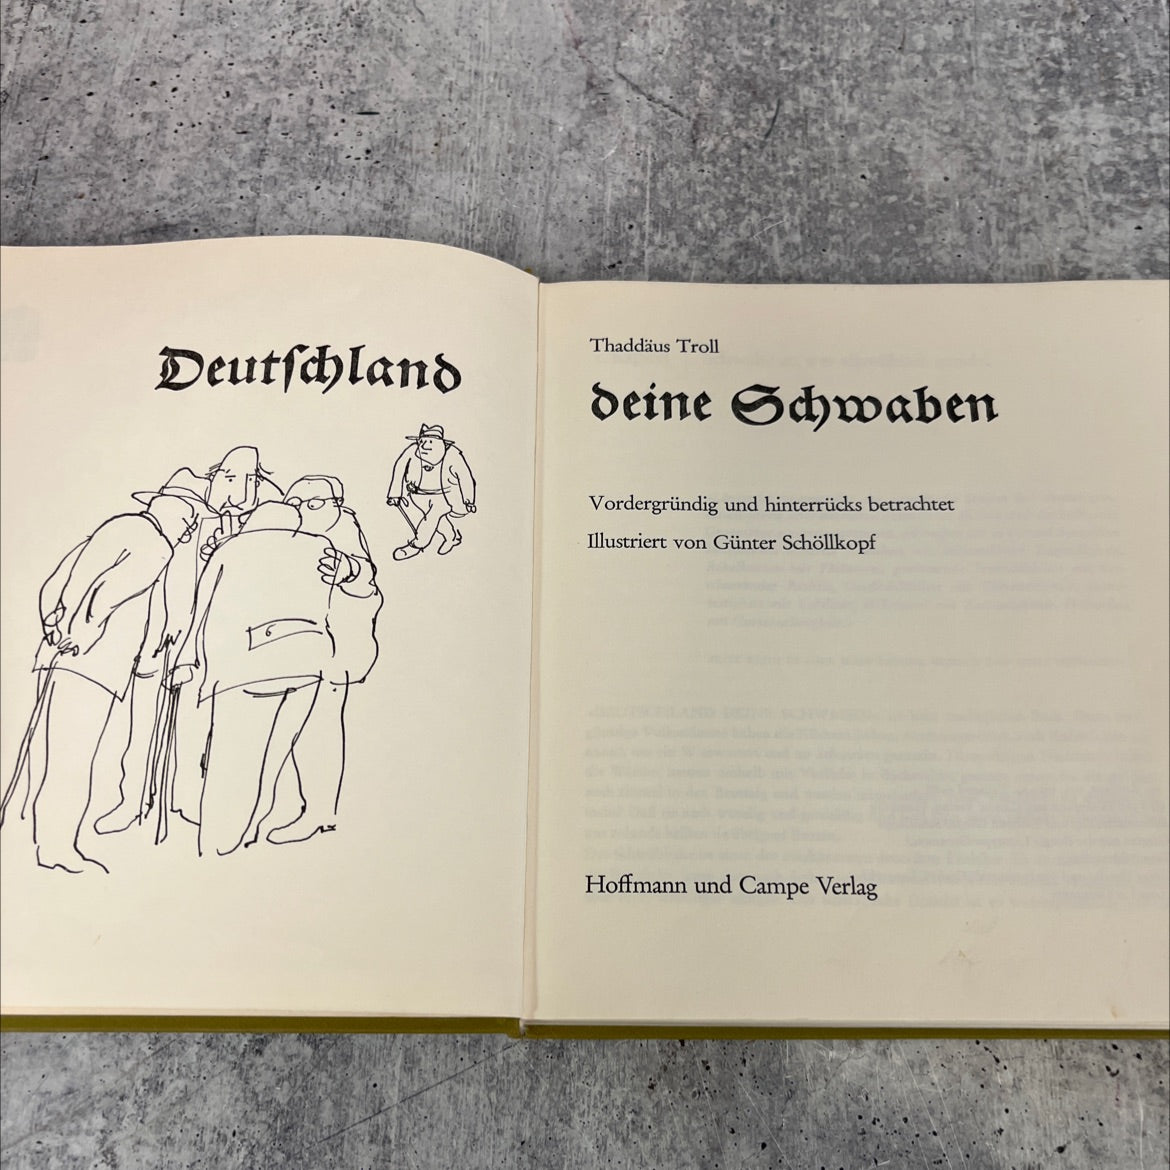 Deutſchland
Thaddäus Troll
deine Schwaben
Vordergründig und hinterrücks betrachtet
Illustriert von Günter Schöllkopf
Hoffmann und Campe Verlag